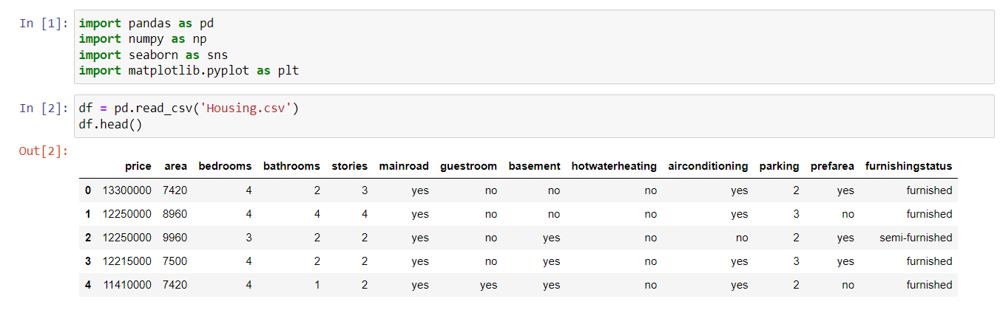 In [1]: import pandas as pd
import numpy as np
import seaborn as sns
import matplotlib.pyplot as plt
In [2]: df = pd.read_csv('Housing.csv')
df.head()
Out[2]:
price area bedrooms bathrooms stories mainroad guestroom basement hotwaterheating airconditioning parking prefarea furnishingstatus
0 13300000 7420 4 2 3 yes no no no yes 2 yes furnished
1 12250000 8960 4 4 4 yes no no no yes 3 no furnished
2 12250000 9960 3 2 2 yes no yes no no 2 yes semi-furnished
3 12215000 7500 4 2 2 yes no yes no yes 3 yes furnished
4 11410000 7420 4 1 2 yes yes yes no yes 2 no furnished